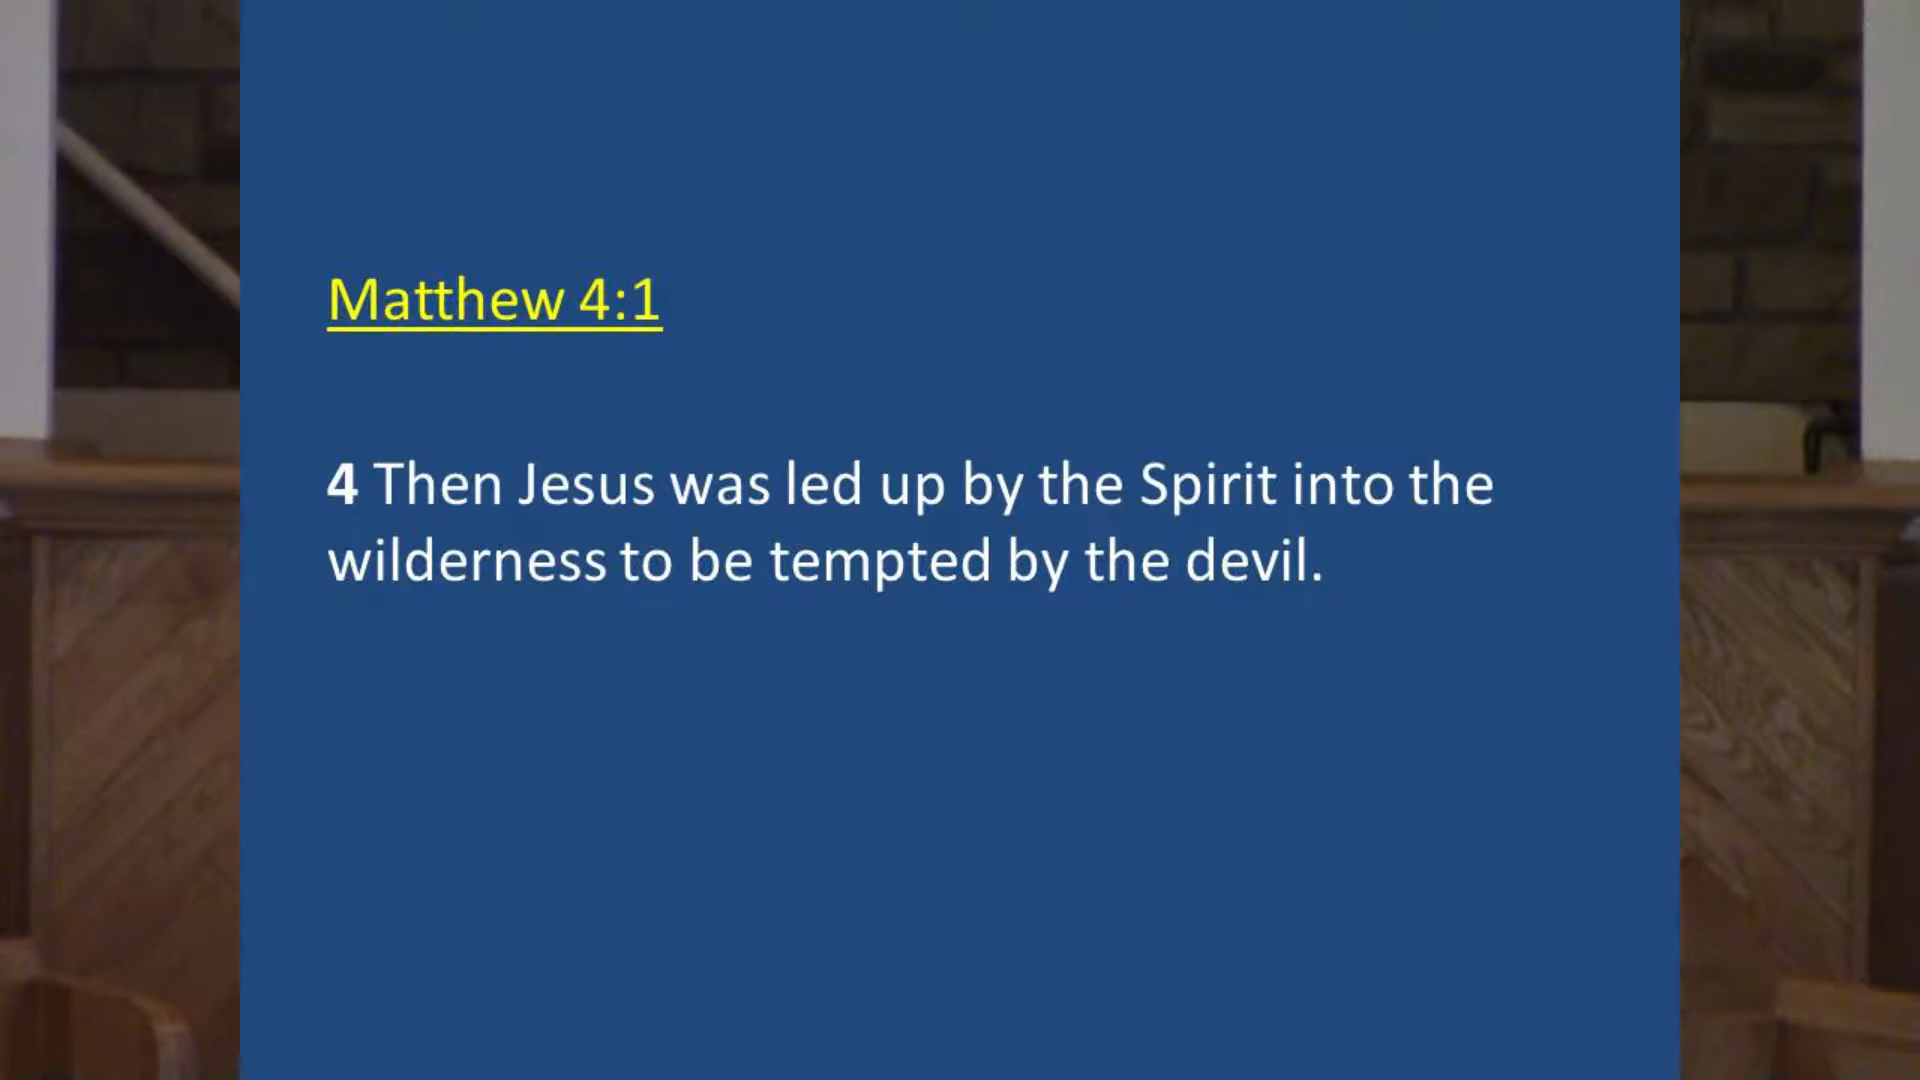 Matthew 4:1
4 Then Jesus was led up by the Spirit into the
wilderness to be tempted by the devil.